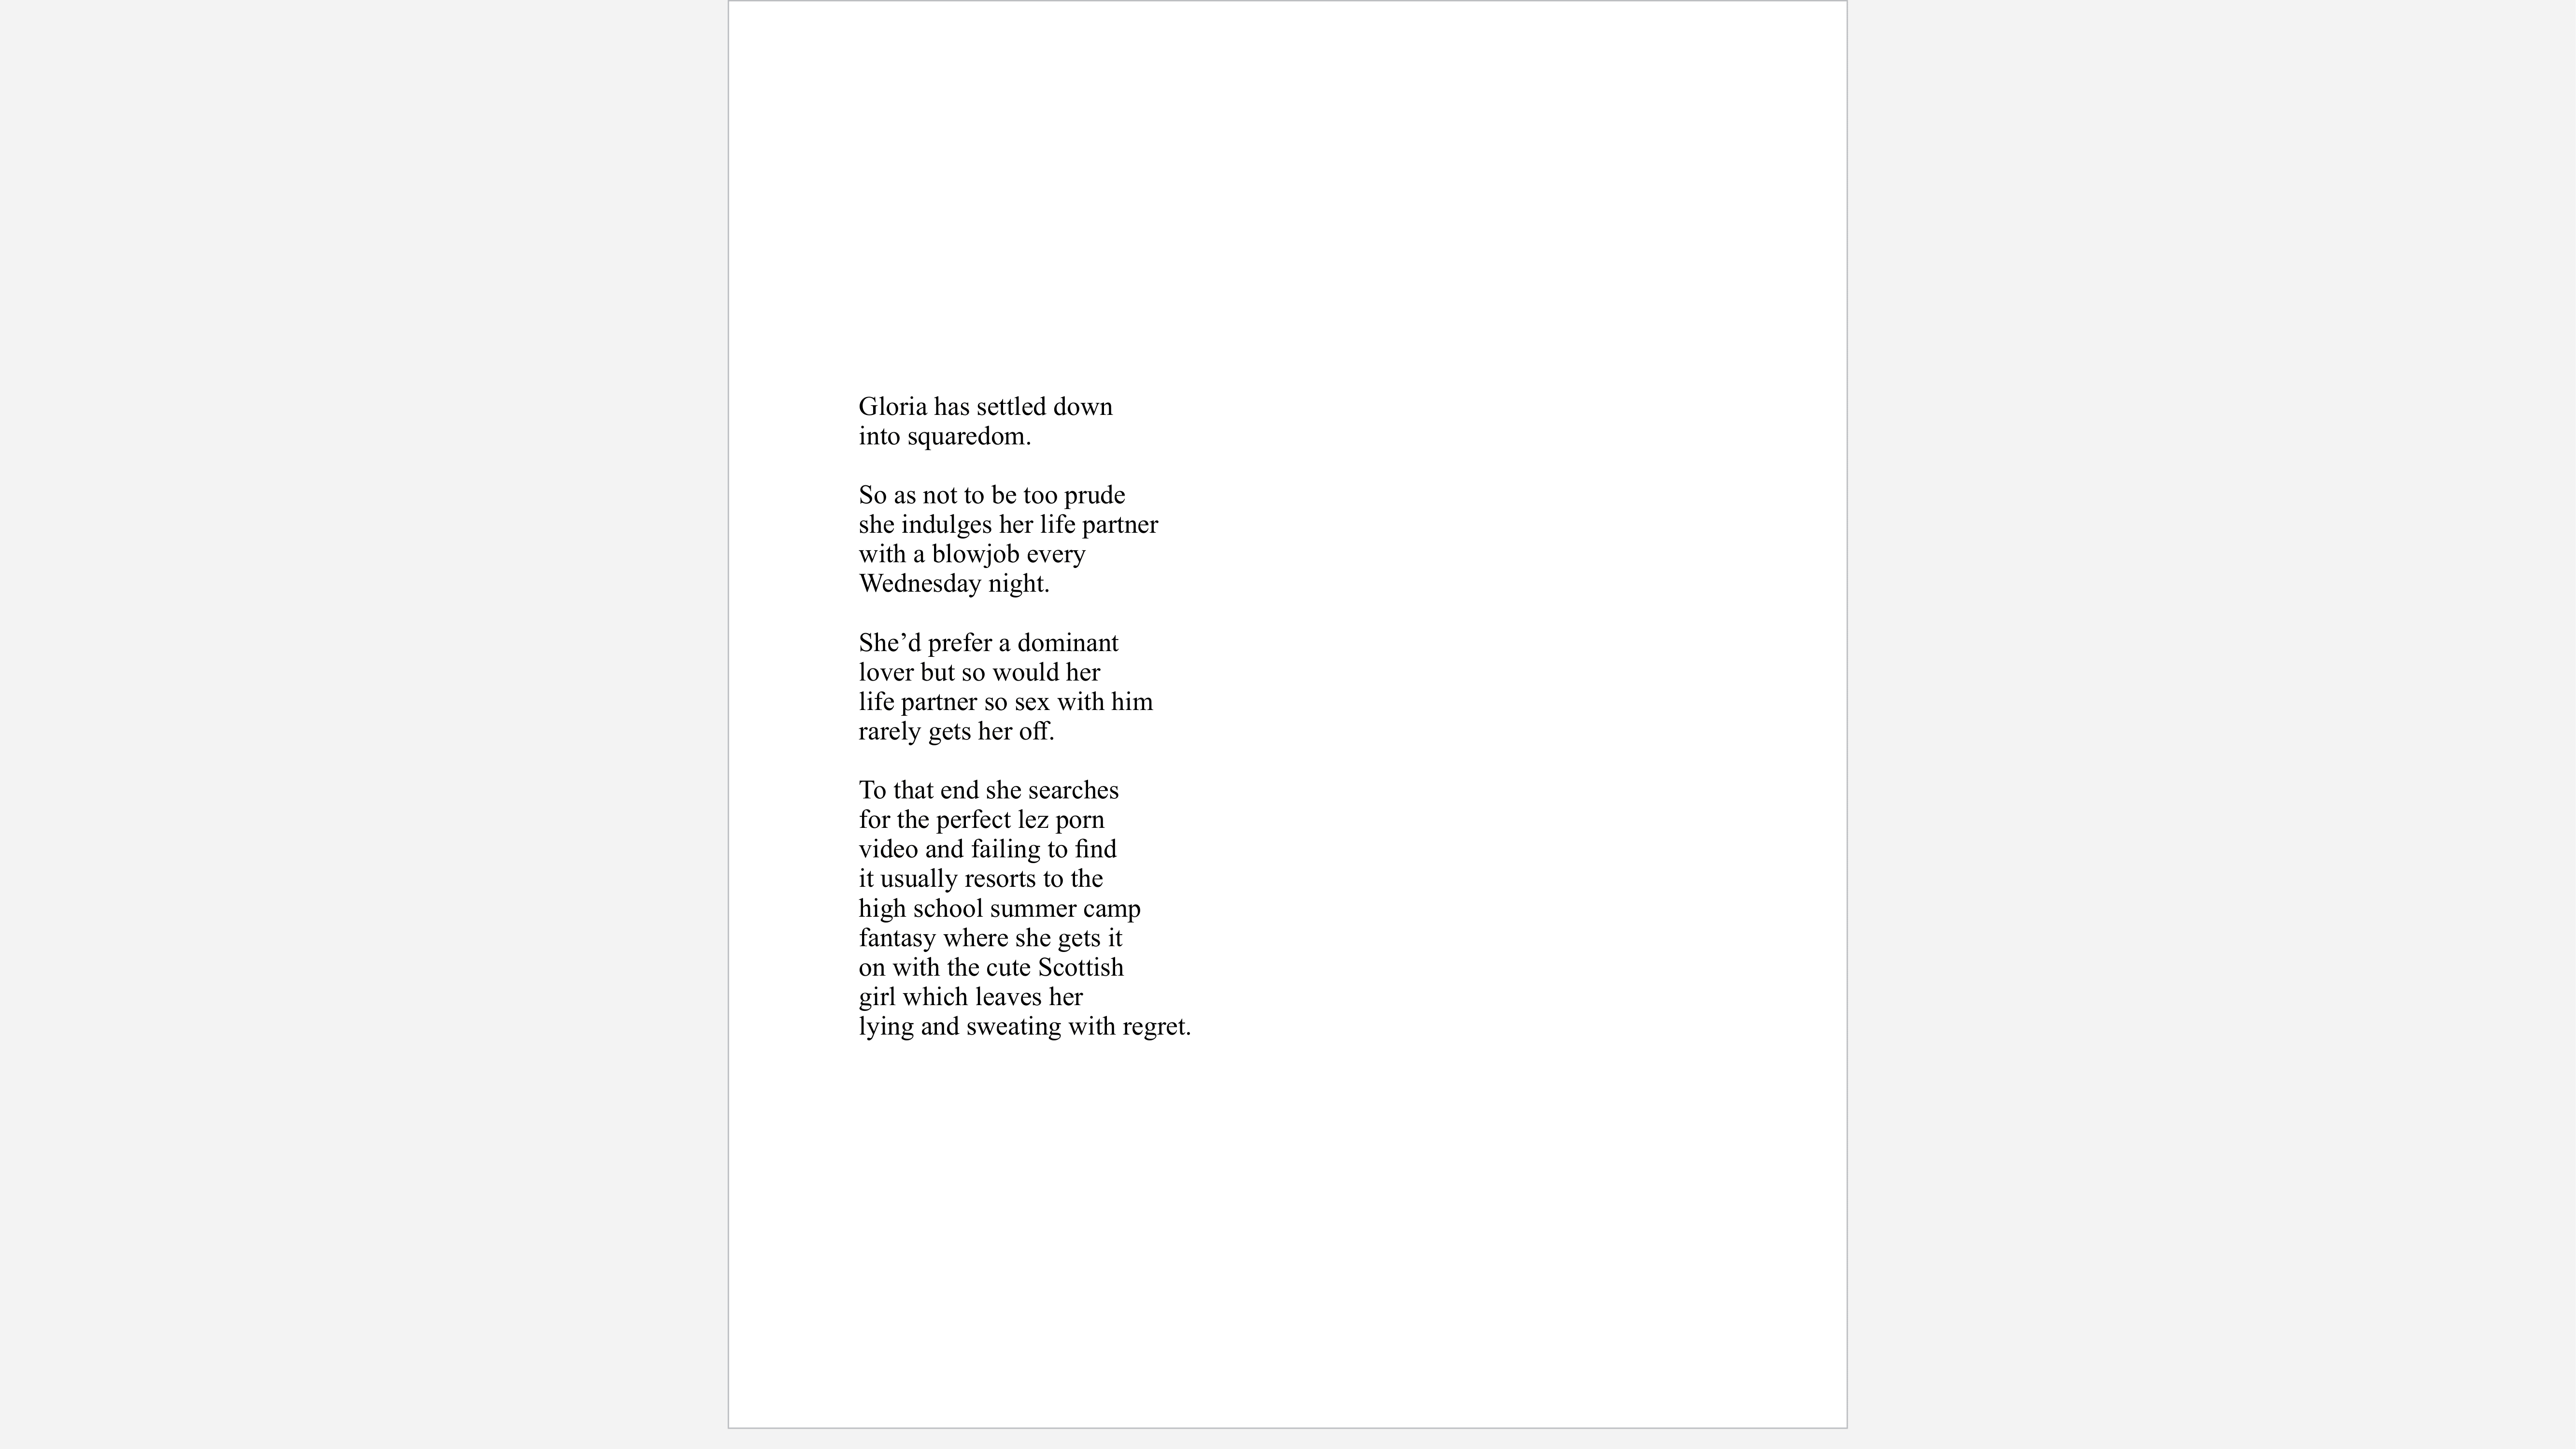 Gloria has settled down
into squaredom.
So as not to be too prude
she indulges her life partner
with a blowjob every
Wednesday night.
She’d prefer a dominant
lover but so would her
life partner so sex with him
rarely gets her off.
To that end she searches
for the perfect lez porn
video and failing to find
it usually resorts to the
high school summer camp
fantasy where she gets it
on with the cute Scottish
girl which leaves her
lying and sweating with regret.